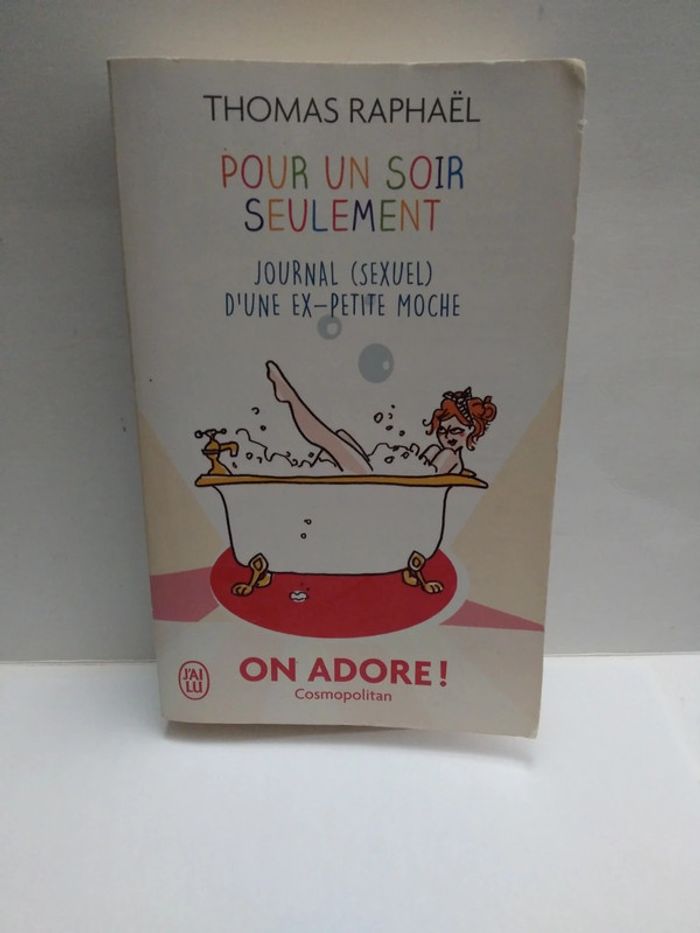 THOMAS RAPHAËL
POUR UN SOIR
SEULEMENT
JOURNAL (SEXUEL)
D'UNE EX-PETITE MOCHE
J'AI
LU
ON ADORE !
Cosmopolitan